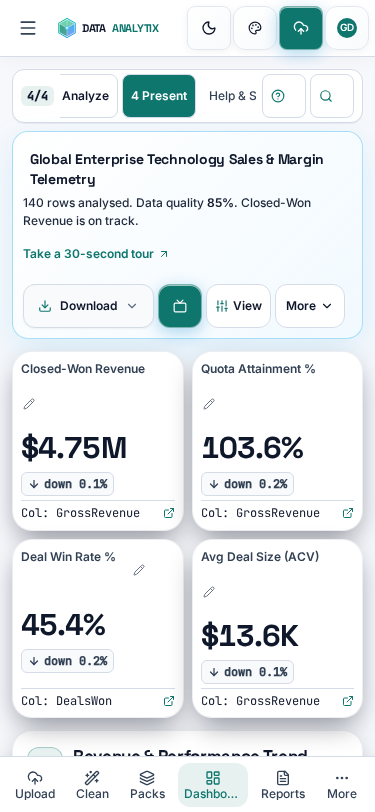 DATA ANALYTIX
GD
4/4 Analyze 4 Present Help & S
Global Enterprise Technology Sales & Margin
Telemetry
140 rows analysed. Data quality 85%. Closed-Won
Revenue is on track.
Take a 30-second tour
Download View More
Closed-Won Revenue
$4.75M
down 0.1%
Col: GrossRevenue
Quota Attainment %
103.6%
down 0.2%
Col: GrossRevenue
Deal Win Rate %
45.4%
down 0.2%
Col: DealsWon
Avg Deal Size (ACV)
$13.6K
down 0.1%
Col: GrossRevenue
Revenue & Performance Trend
Upload Clean Packs Dashbo... Reports More